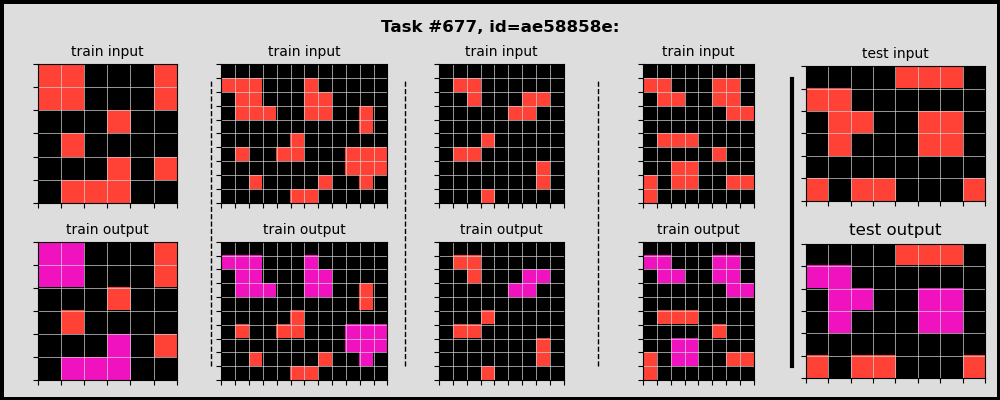 Task #677, id=ae58858e:
train input train input train input train input test input
train output train output train output train output test output